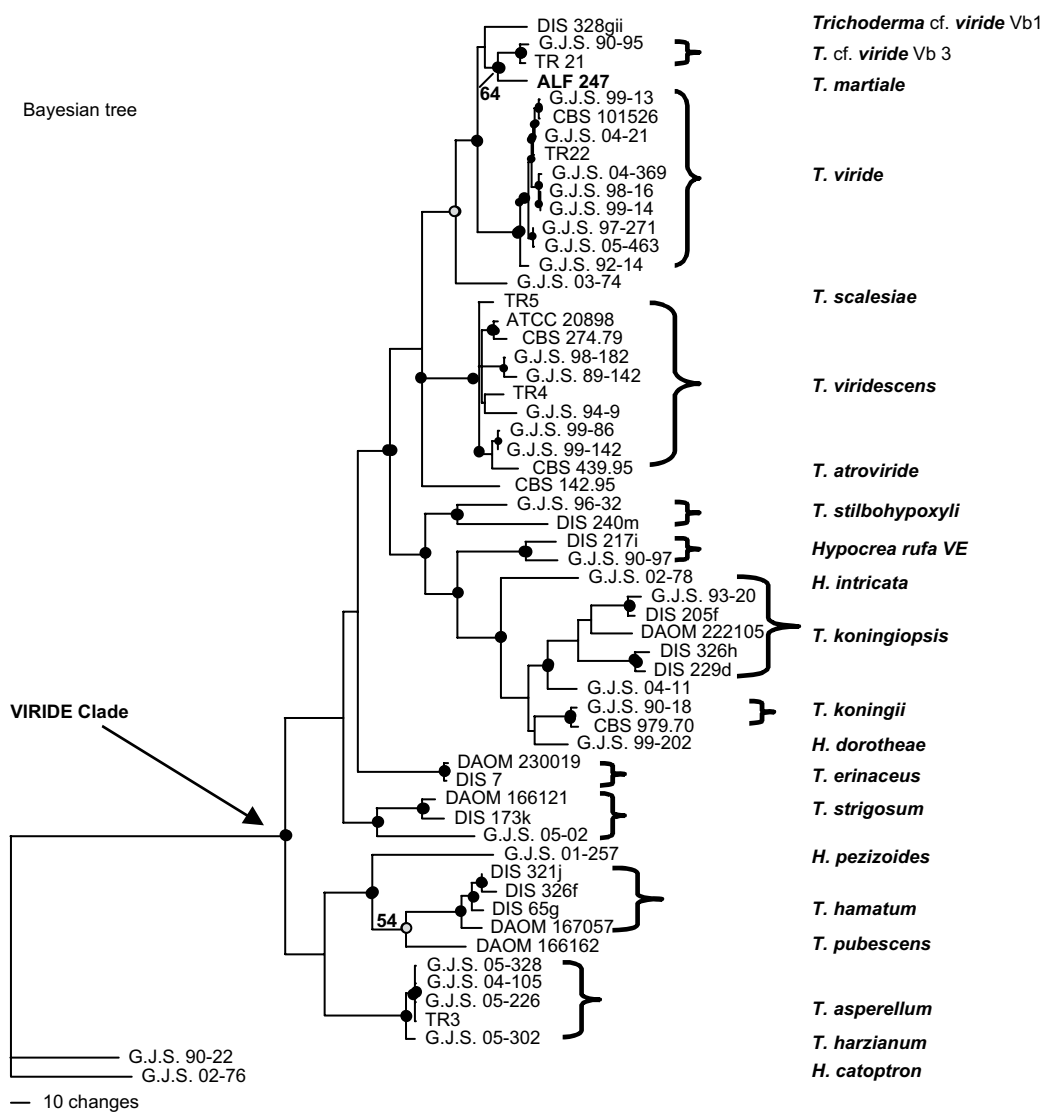 DIS 328gii Trichoderma cf. viride Vb1
G.J.S. 90-95
T. cf. viride Vb 3
TR 21
ALF 247 T. martiale
64
G.J.S. 99-13
Bayesian tree
CBS 101526
G.J.S. 04-21
TR22
G.J.S. 04-369 T. viride
G.J.S. 98-16
G.J.S. 99-14
G.J.S. 97-271
G.J.S. 05-463
G.J.S. 92-14
G.J.S. 03-74
T. scalesiae
TR5
ATCC 20898
CBS 274.79
G.J.S. 98-182
G.J.S. 89-142
T. viridescens
TR4
G.J.S. 94-9
G.J.S. 99-86
G.J.S. 99-142
CBS 439.95 T. atroviride
CBS 142.95
G.J.S. 96-32
T. stilbohypoxyli
DIS 240m
DIS 217i
Hypocrea rufa VE
G.J.S. 90-97
G.J.S. 02-78 H. intricata
G.J.S. 93-20
DIS 205f
DAOM 222105 T. koningiopsis
DIS 326h
DIS 229d
G.J.S. 04-11
G.J.S. 90-18
VIRIDE Clade T. koningii
CBS 979.70
G.J.S. 99-202 H. dorotheae
DAOM 230019
T. erinaceus
DIS 7
DAOM 166121
T. strigosum
DIS 173k
G.J.S. 05-02
G.J.S. 01-257 H. pezizoides
DIS 321j
DIS 326f
DIS 65g T. hamatum
54
DAOM 167057
DAOM 166162 T. pubescens
G.J.S. 05-328
G.J.S. 04-105
G.J.S. 05-226
T. asperellum
TR3
G.J.S. 05-302 T. harzianum
G.J.S. 90-22
G.J.S. 02-76 H. catoptron
10 changes